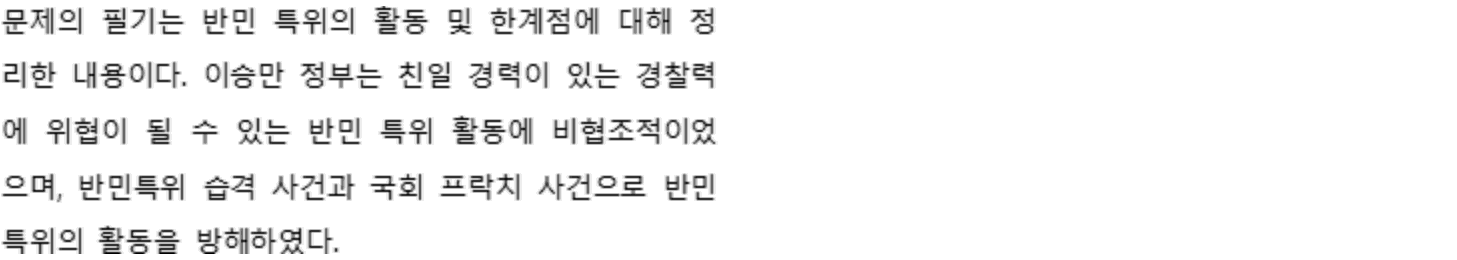 문제의 필기는 반민 특위의 활동 및 한계점에 대해 정
리한 내용이다. 이승만 정부는 친일 경력이 있는 경찰력
에 위협이 될 수 있는 반민 특위 활동에 비협조적이었
으며, 반민특위 습격 사건과 국회 프락치 사건으로 반민
특위의 활동을 방해하였다.